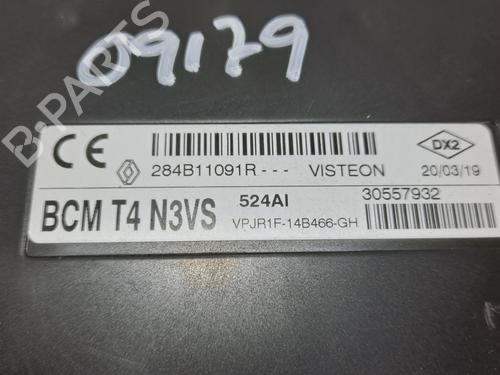 09179
B-PARTS
CE
284B11091R - - - VISTEON
DX2
20/03/19
BCM T4 N3VS
524AI
30557932
VPJR1F-14B466-GH